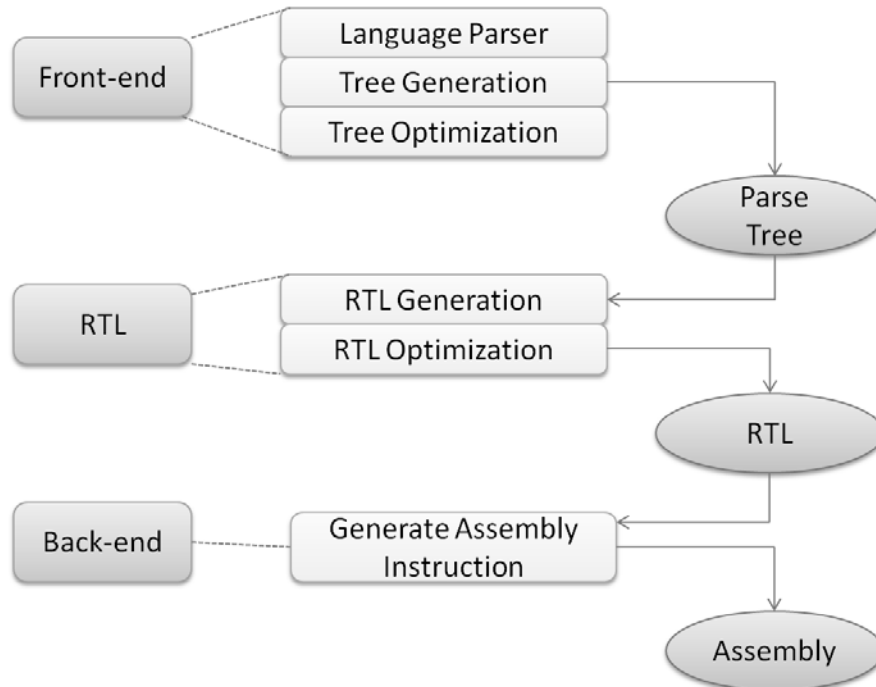 Language Parser
Front-end
Tree Generation
Tree Optimization
Parse
Tree
RTL Generation
RTL
RTL Optimization
RTL
Generate Assembly
Instruction
Back-end
Assembly